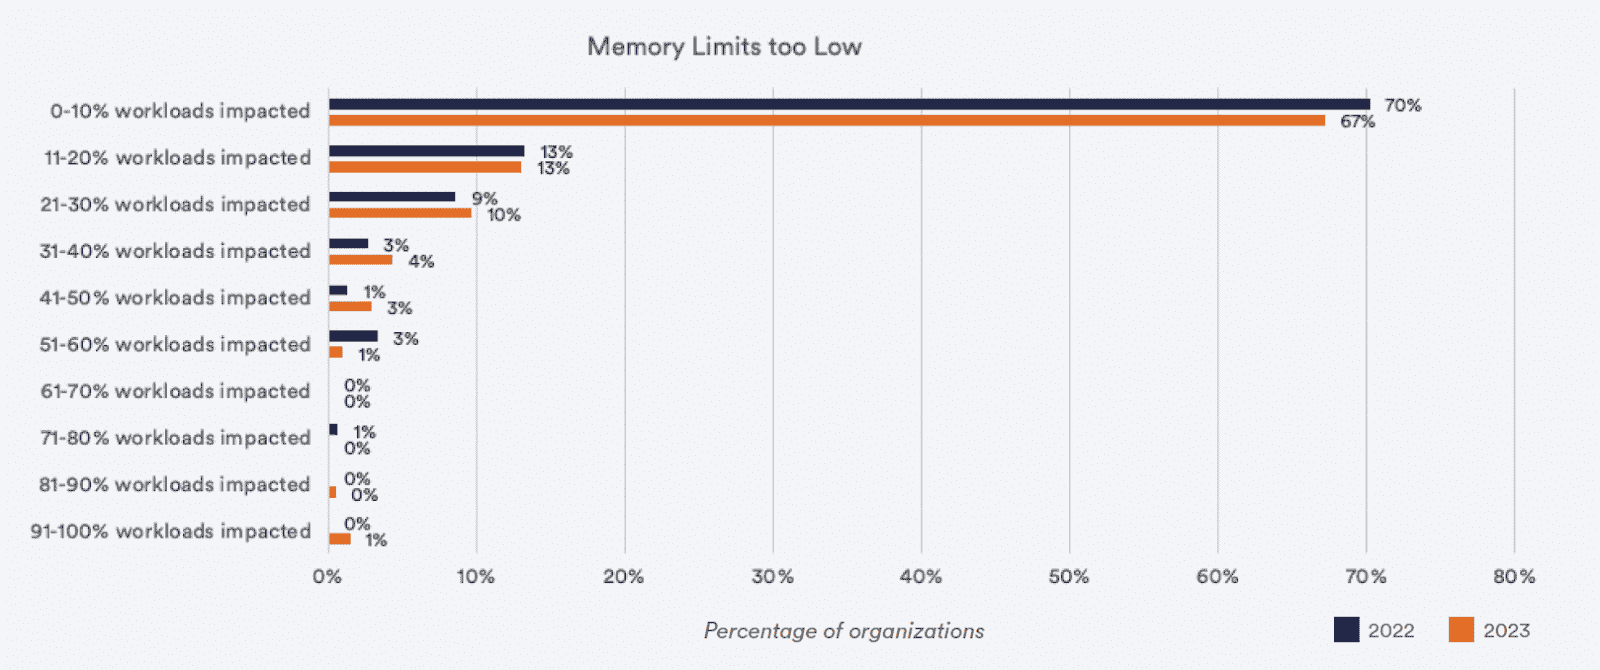 Memory Limits too Low
0-10% workloads impacted
70%
67%
11-20% workloads impacted
13%
13%
21-30% workloads impacted
9%
10%
31-40% workloads impacted
3%
4%
41-50% workloads impacted
1%
3%
51-60% workloads impacted
3%
1%
61-70% workloads impacted
0%
0%
71-80% workloads impacted
1%
0%
81-90% workloads impacted
0%
0%
91-100% workloads impacted
0%
1%
0% 10% 20% 30% 40% 50% 60% 70% 80%
Percentage of organizations
2022 2023